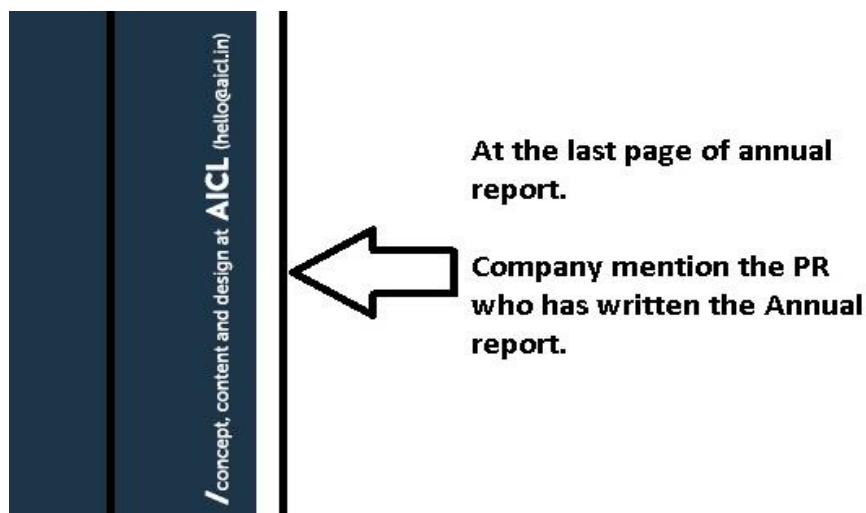 /concept, content and design at AICL (hello@aicl.in)
At the last page of annual
report.
Company mention the PR
who has written the Annual
report.